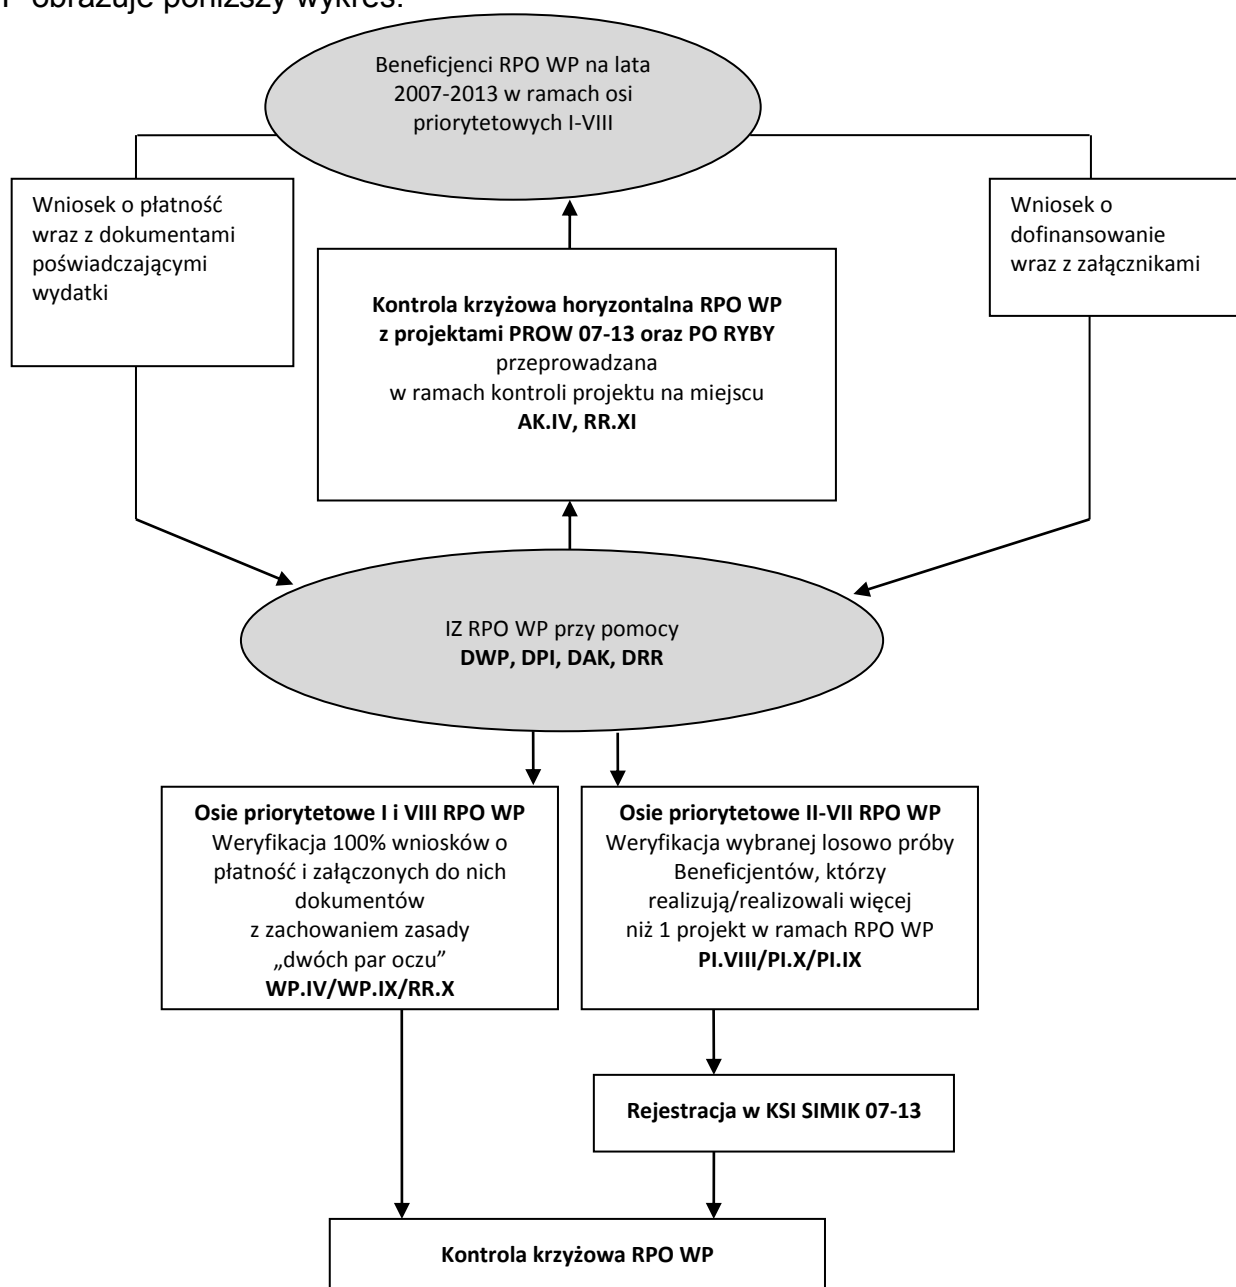 obrazuje poniższy wykres:
Beneficjenci RPO WP na lata
2007-2013 w ramach osi
priorytetowych I-VIII
Wniosek o płatność
wraz z dokumentami
poświadczającymi
wydatki
Wniosek o
dofinansowanie
wraz z załącznikami
Kontrola krzyżowa horyzontalna RPO WP
z projektami PROW 07-13 oraz PO RYBY
przeprowadzana
w ramach kontroli projektu na miejscu
AK.IV, RR.XI
IZ RPO WP przy pomocy
DWP, DPI, DAK, DRR
Osie priorytetowe I i VIII RPO WP
Weryfikacja 100% wniosków o
płatność i załączonych do nich
dokumentów
z zachowaniem zasady
„dwóch par oczu”
WP.IV/WP.IX/RR.X
Osie priorytetowe II-VII RPO WP
Weryfikacja wybranej losowo próby
Beneficjentów, którzy
realizują/realizowali więcej
niż 1 projekt w ramach RPO WP
PI.VIII/PI.X/PI.IX
Rejestracja w KSI SIMIK 07-13
Kontrola krzyżowa RPO WP